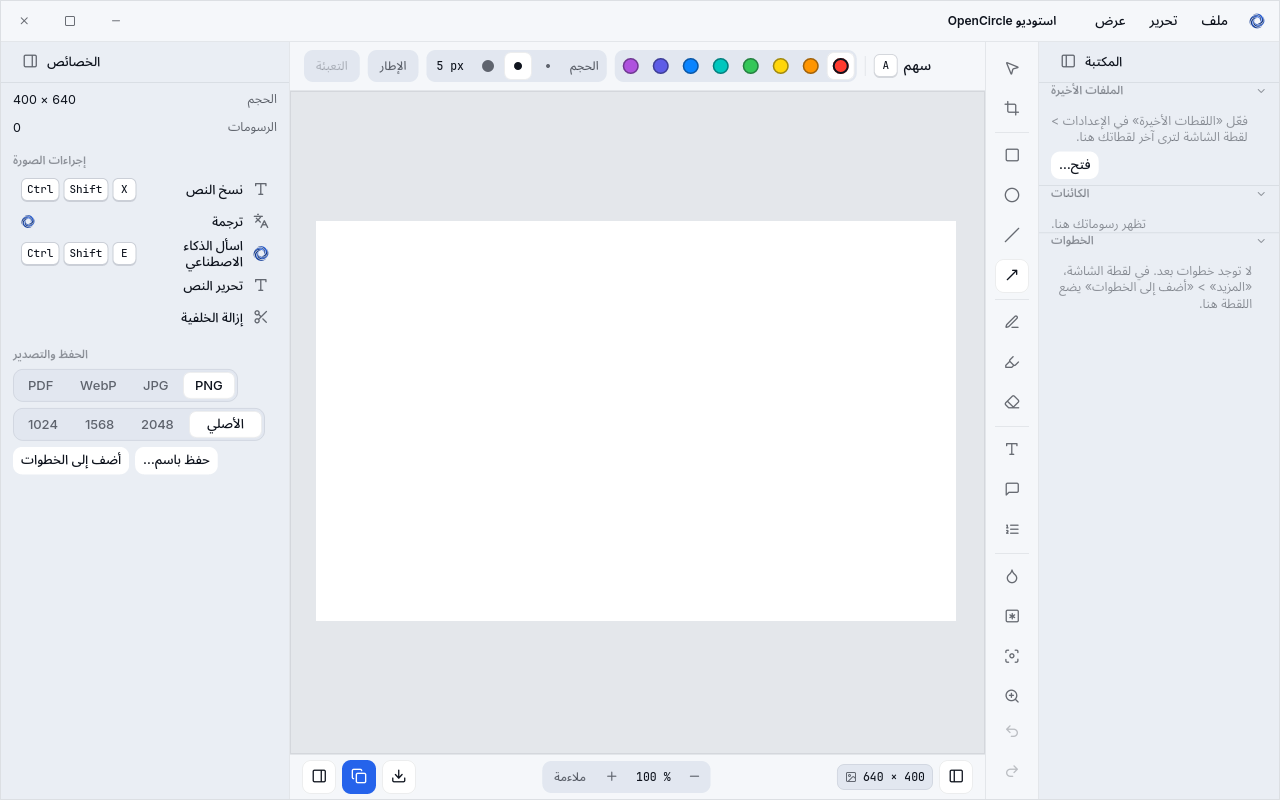 ملف
تحرير
عرض
استوديو OpenCircle
المكتبة
الملفات الأخيرة
فعّل «اللقطات الأخيرة» في الإعدادات >
لقطة الشاشة لترى آخر لقطاتك هنا.
فتح...
الكائنات
تظهر رسوماتك هنا.
الخطوات
لا توجد خطوات بعد. في لقطة الشاشة،
«المزيد» > «أضف إلى الخطوات» يضع
اللقطة هنا.
سهم A
الحجم 5 px
الإطار
التعبئة
640 × 400
100 %
ملاءمة
الخصائص
الحجم 640 × 400
الرسومات 0
إجراءات الصورة
نسخ النص Ctrl Shift X
ترجمة
اسأل الذكاء
الاصطناعي Ctrl Shift E
تحرير النص
إزالة الخلفية
الحفظ والتصدير
PNG JPG WebP PDF
الأصلي 2048 1568 1024
حفظ باسم...
أضف إلى الخطوات